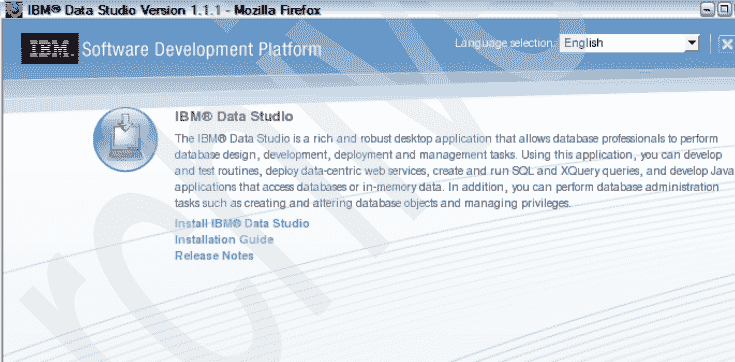 IBM® Data Studio Version 1.1.1 - Mozilla Firefox
IBM. Software Development Platform
Language selection: English
IBM® Data Studio
The IBM® Data Studio is a rich and robust desktop application that allows database professionals to perform
database design, development, deployment and management tasks. Using this application, you can develop
and test routines, deploy data-centric web services, create and run SQL and XQuery queries, and develop Java
applications that access databases or in-memory data. In addition, you can perform database administration
tasks such as creating and altering database objects and managing privileges.
Install IBM® Data Studio
Installation Guide
Release Notes